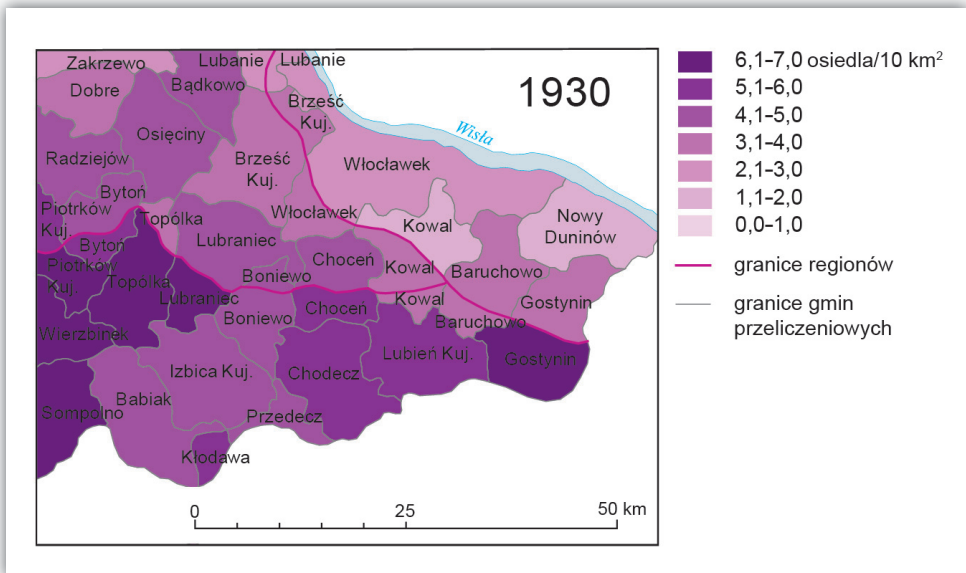 1930
Zakrzewo
Lubanie
Lubanie
Dobre
Bądkowo
Brześć
Kuj.
Wisła
Osięciny
Radziejów
Brześć
Kuj.
Włocławek
Bytoń
Piotrków
Kuj.
Topólka
Włocławek
Kowal
Nowy
Duninów
Bytoń
Lubraniec
Choceń
Piotrków
Kuj.
Topólka
Boniewo
Kowal
Baruchowo
Lubraniec
Kowal
Gostynin
Boniewo
Choceń
Baruchowo
Wierzbinek
Lubień Kuj.
Gostynin
Izbica Kuj.
Chodecz
Sompolno
Babiak
Przedecz
Kłodawa
0
25
50 km
6,1–7,0 osiedla/10 km²
5,1–6,0
4,1–5,0
3,1–4,0
2,1–3,0
1,1–2,0
0,0–1,0
granice regionów
granice gmin
przeliczeniowych